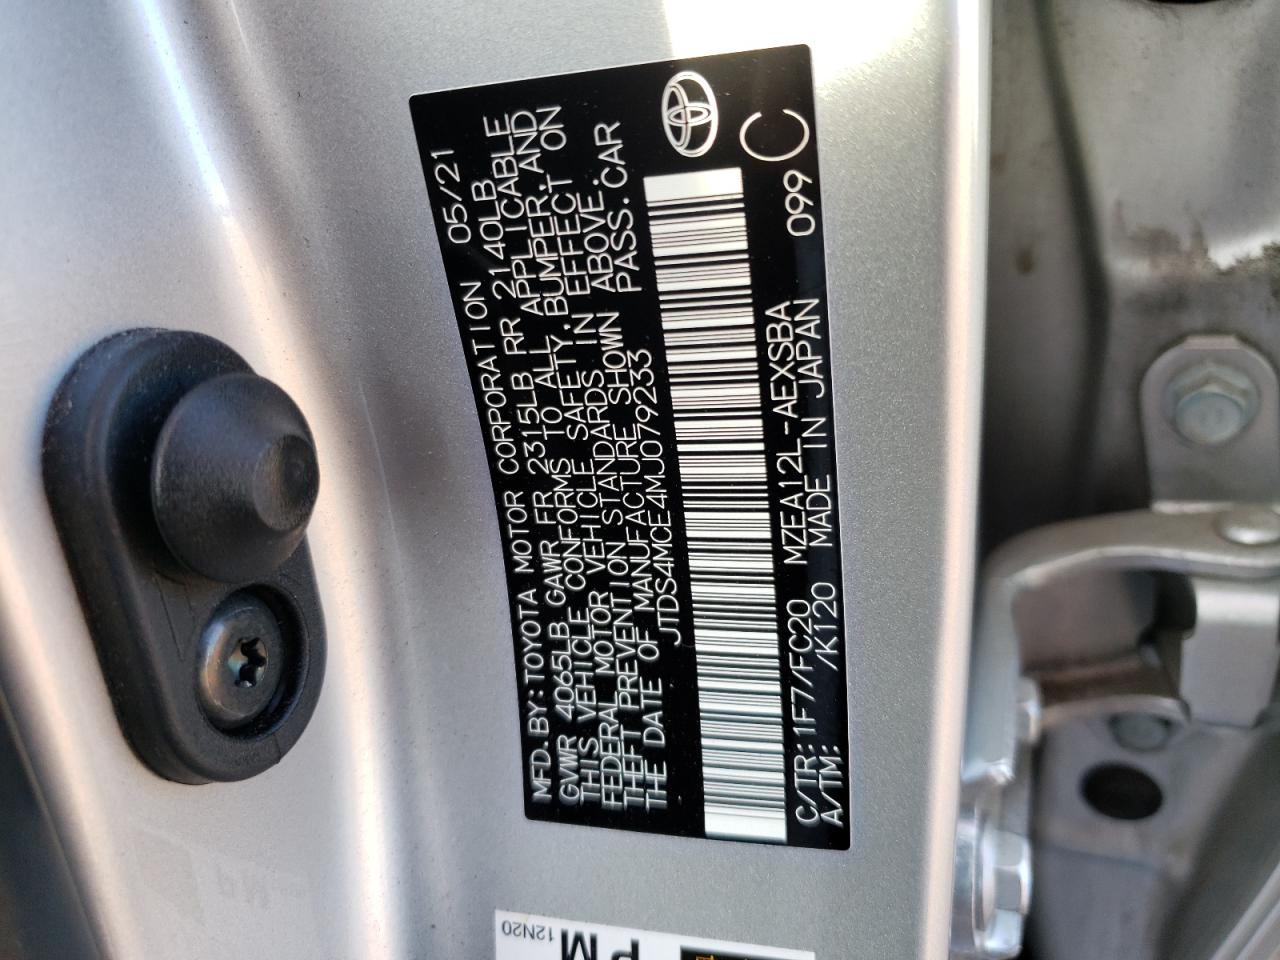 MFD. BY: TOYOTA MOTOR CORPORATION 05/21
GVWR 4065LB GAWR FR 2315LB RR 2140LB
THIS VEHICLE CONFORMS TO ALL APPLICABLE
FEDERAL MOTOR VEHICLE SAFETY, BUMPER, AND
THEFT PREVENTION STANDARDS IN EFFECT ON
THE DATE OF MANUFACTURE SHOWN ABOVE.
JTDS4MCE4MJ079233 PASS. CAR
C/TR: 1F7/FC20 MZEA12L-AEXSBA 099 C
A/TM: /K120 MADE IN JAPAN
12N20
PM